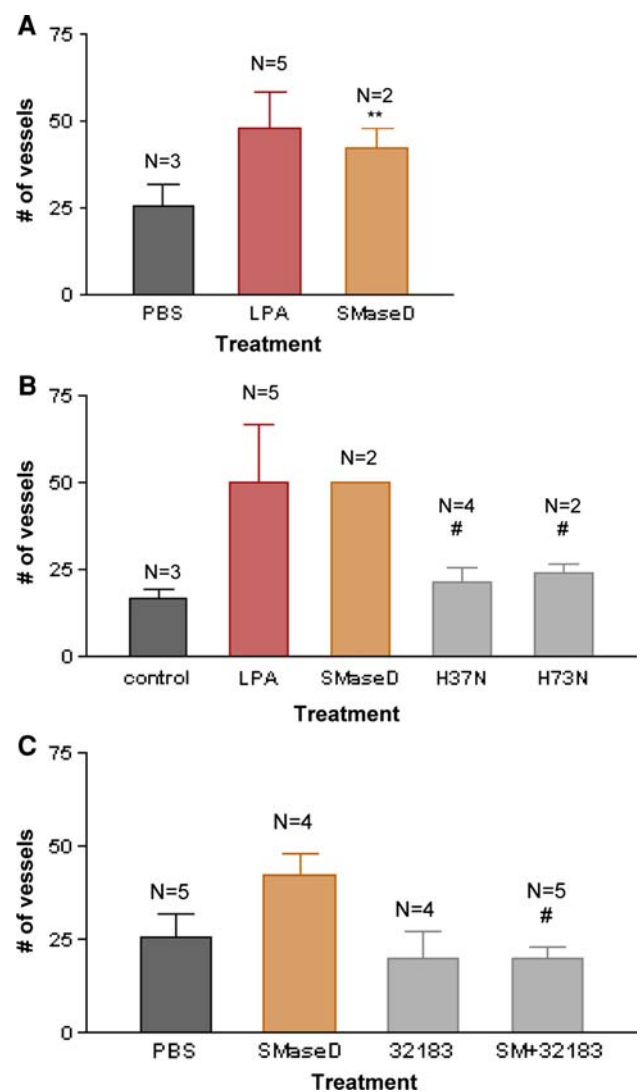 A
# of vessels
75
50
25
0
N=3
N=5
N=2
**
PBS LPA SMaseD
Treatment
B
# of vessels
75
50
25
0
N=3
N=5
N=2
N=4
#
N=2
#
control LPA SMaseD H37N H73N
Treatment
C
# of vessels
75
50
25
0
N=5
N=4
N=4
N=5
#
PBS SMaseD 32183 SM+32183
Treatment